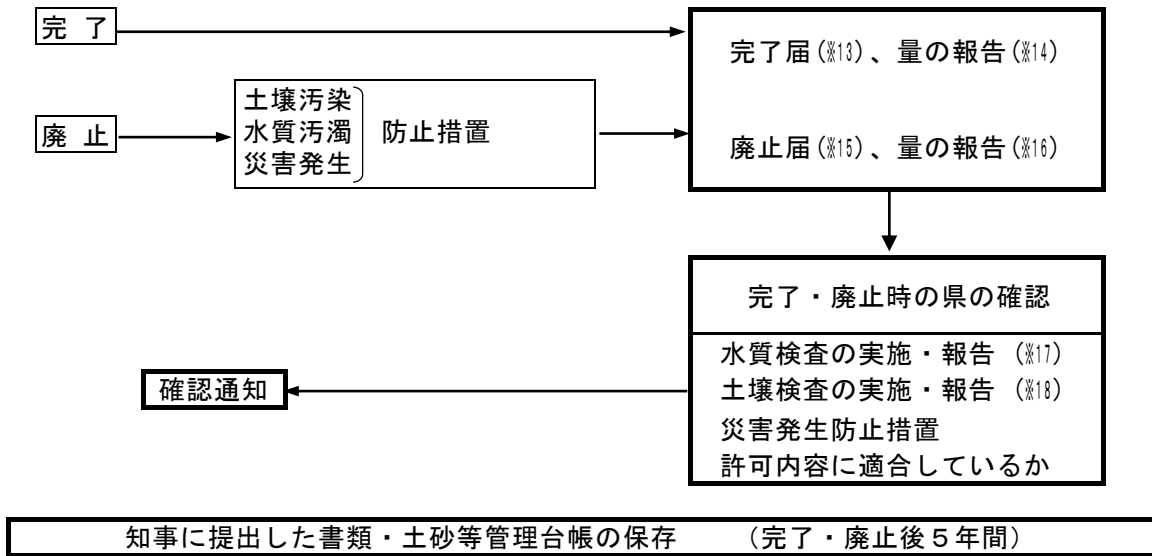 完 了
完了届(※13)、量の報告(※14)
廃 止
土壌汚染
水質汚濁
災害発生
防止措置
廃止届(※15)、量の報告(※16)
完了・廃止時の県の確認
水質検査の実施・報告 (※17)
土壌検査の実施・報告 (※18)
災害発生防止措置
許可内容に適合しているか
確認通知
知事に提出した書類・土砂等管理台帳の保存 (完了・廃止後５年間)